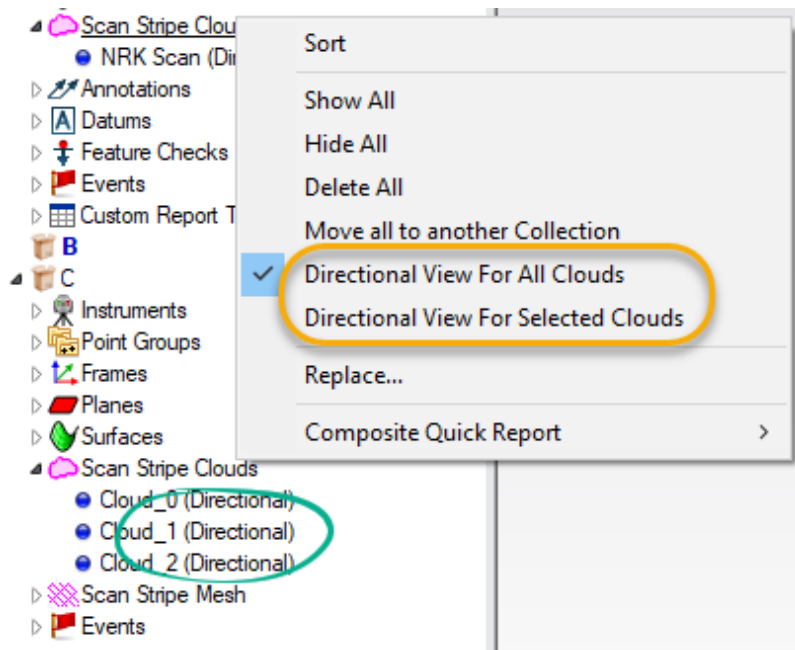 Scan Stripe Clou
NRK Scan (Di
Annotations
Datums
Feature Checks
Events
Custom Report T
B
C
Instruments
Point Groups
Frames
Planes
Surfaces
Scan Stripe Clouds
Cloud_0 (Directional)
Cloud_1 (Directional)
Cloud_2 (Directional)
Scan Stripe Mesh
Events
Sort
Show All
Hide All
Delete All
Move all to another Collection
Directional View For All Clouds
Directional View For Selected Clouds
Replace...
Composite Quick Report